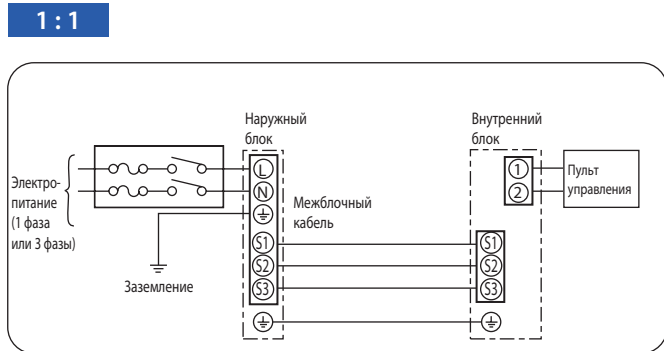 1 : 1
Наружный
блок
Внутренний
блок
Электро-
питание
(1 фаза
или 3 фазы)
L
N
Заземление
Межблочный
кабель
S1
S2
S3
1
2
Пульт
управления
S1
S2
S3